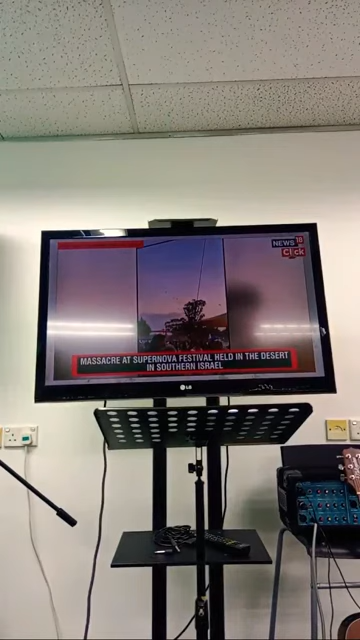 NEWS 18
Click
MASSACRE AT SUPERNOVA FESTIVAL HELD IN THE DESERT
IN SOUTHERN ISRAEL
LG